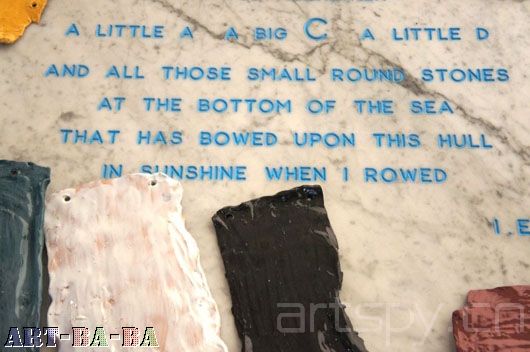 A LITTLE A A BIG C A LITTLE D
AND ALL THOSE SMALL ROUND STONES
AT THE BOTTOM OF THE SEA
THAT HAS BOWED UPON THIS HULL
IN SUNSHINE WHEN I ROWED
I.E
artspy.cn
ART-BA-BA